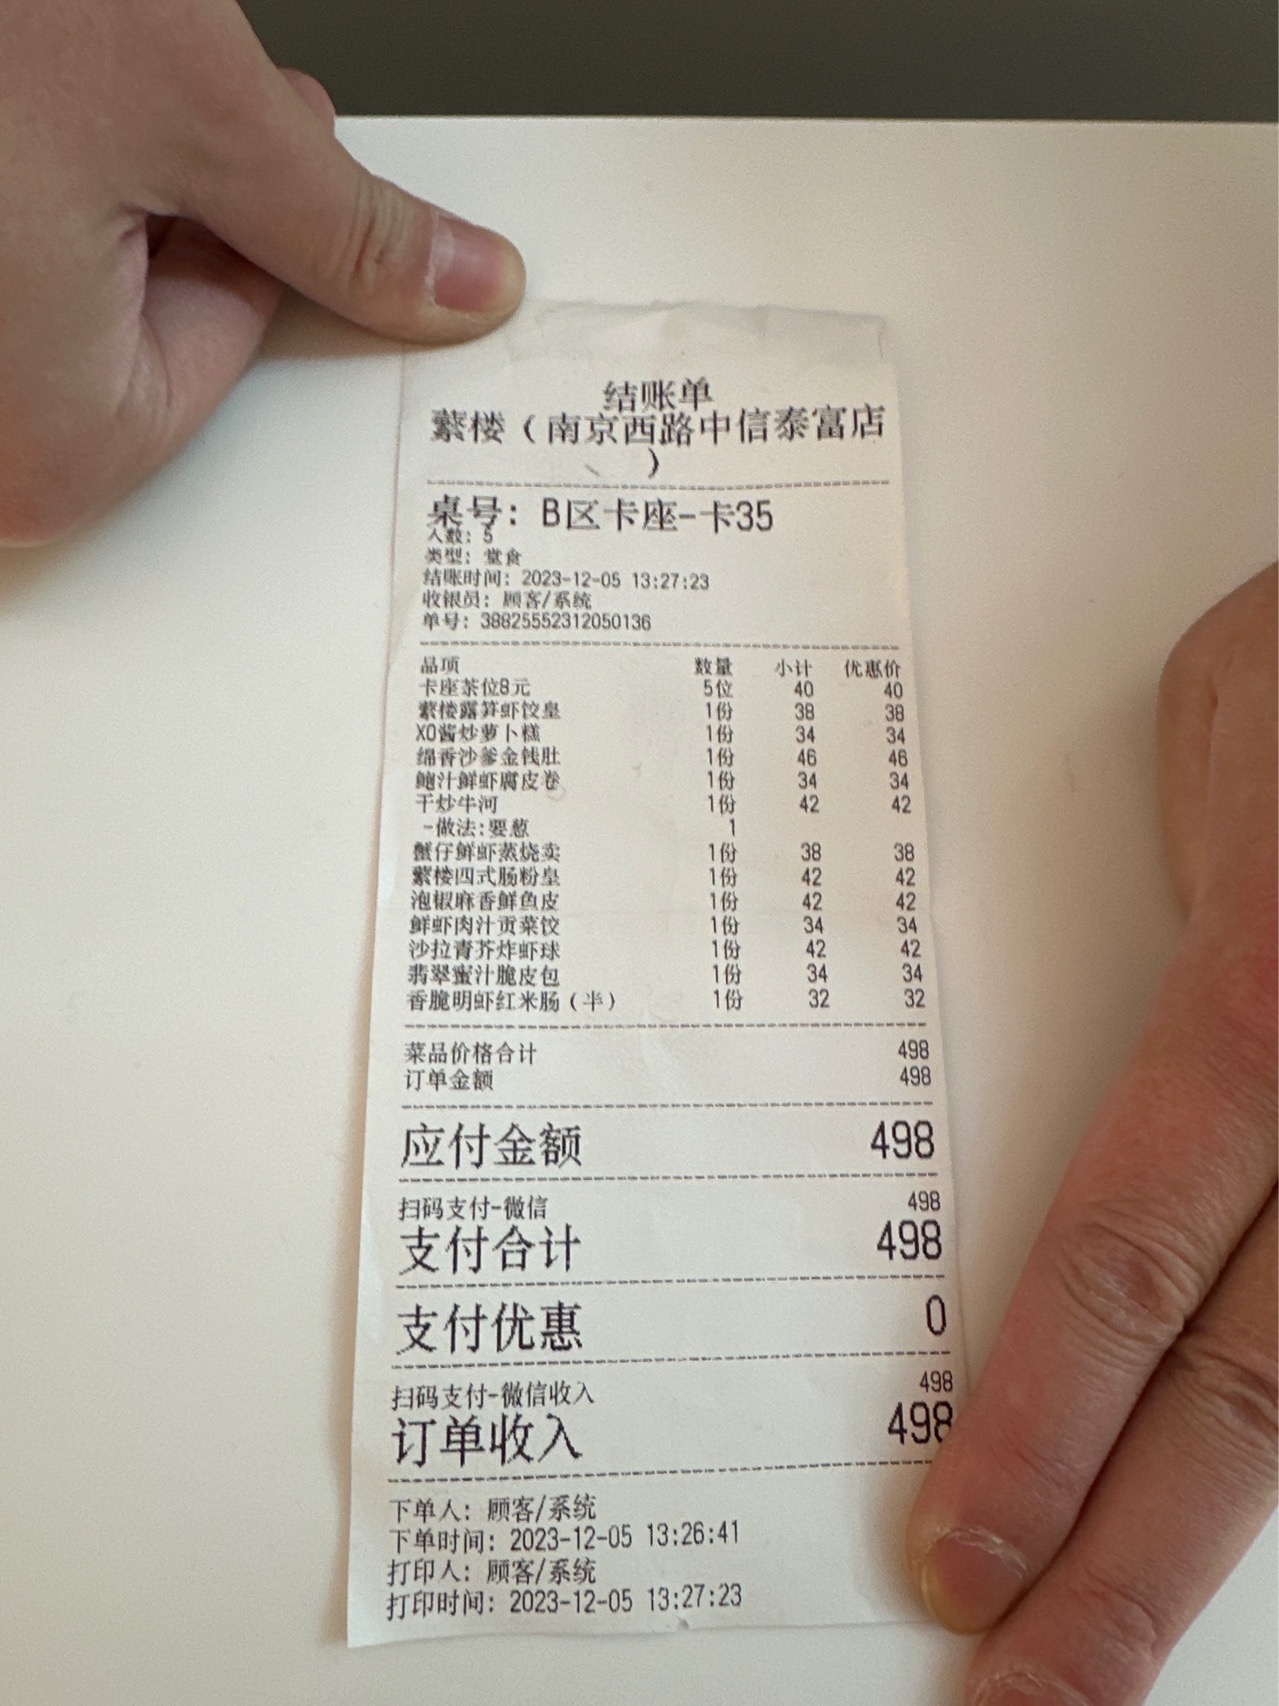 结账单
蘩楼（南京西路中信泰富店
）
桌号：B区卡座-卡35
人数：5
类型：堂食
结账时间：2023-12-05 13:27:23
收银员：顾客/系统
单号：38825552312050136
品项 数量 小计 优惠价
卡座茶位8元 5位 40 40
蘩楼露笋虾饺皇 1份 38 38
XO酱炒萝卜糕 1份 34 34
绵香沙爹金钱肚 1份 46 46
鲍汁鲜虾腐皮卷 1份 34 34
干炒牛河 1份 42 42
-做法:要葱 1
蟹仔鲜虾蒸烧卖 1份 38 38
蘩楼四式肠粉皇 1份 42 42
泡椒麻香鲜鱼皮 1份 42 42
鲜虾肉汁贡菜饺 1份 34 34
沙拉青芥炸虾球 1份 42 42
翡翠蜜汁脆皮包 1份 34 34
香脆明虾红米肠（半） 1份 32 32
菜品价格合计 498
订单金额 498
应付金额 498
扫码支付-微信 498
支付合计 498
支付优惠 0
扫码支付-微信收入 498
订单收入 498
下单人：顾客/系统
下单时间：2023-12-05 13:26:41
打印人：顾客/系统
打印时间：2023-12-05 13:27:23